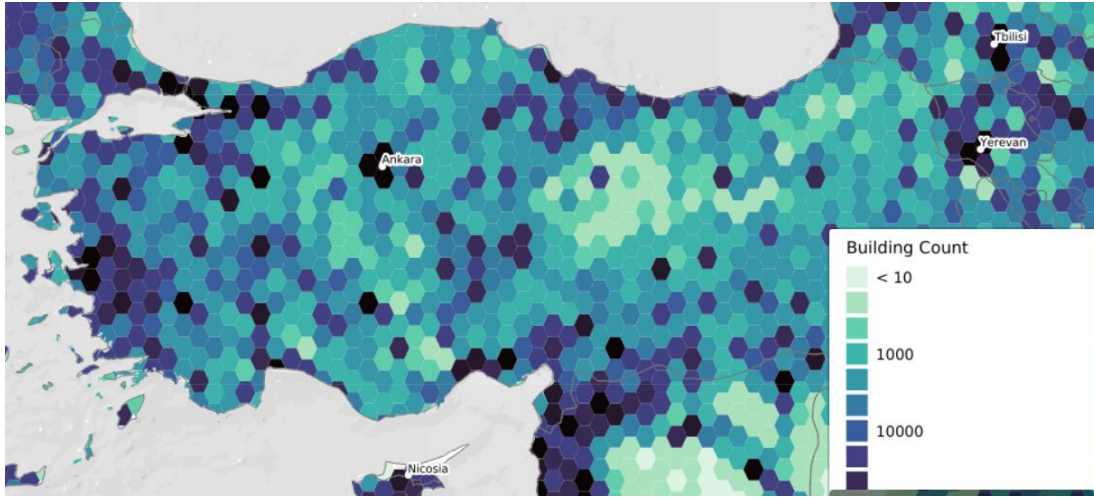 Tbilisi
Yerevan
Ankara
Building Count
< 10
1000
10000
Nicosia